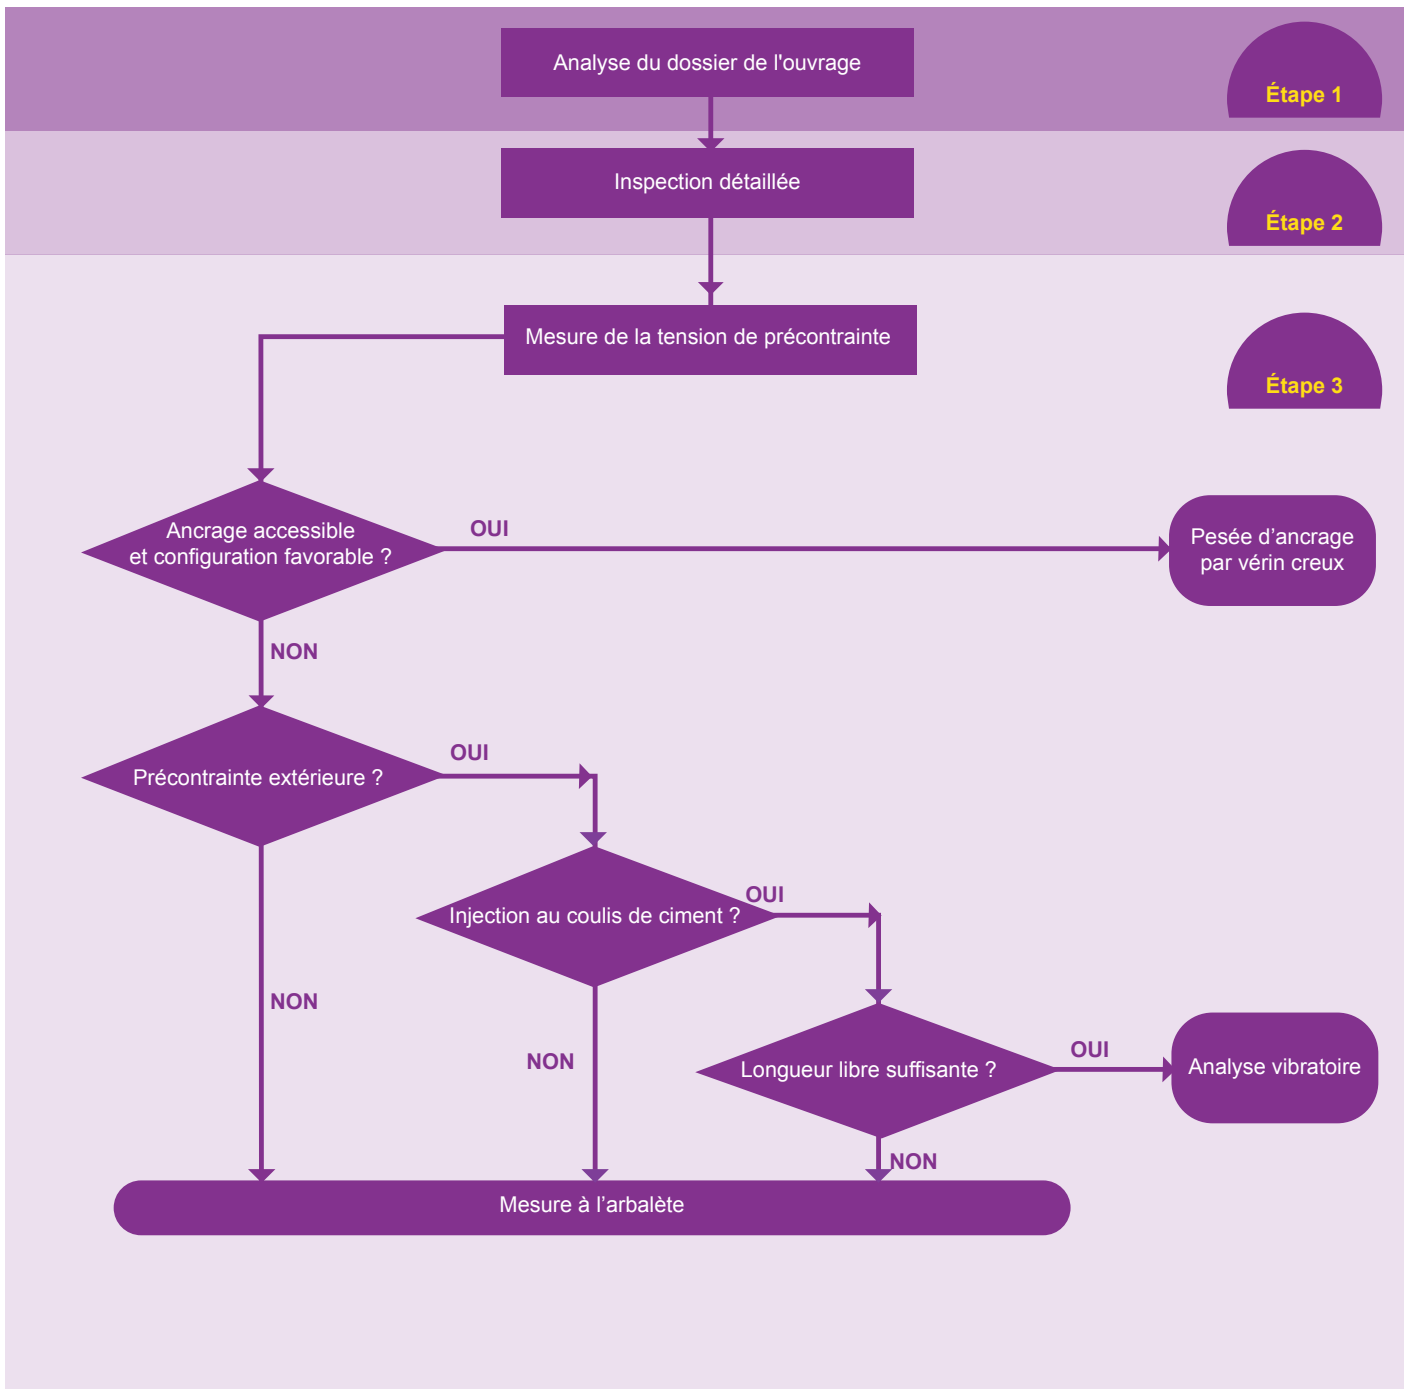 Analyse du dossier de l'ouvrage
Étape 1
Inspection détaillée
Étape 2
Mesure de la tension de précontrainte
Étape 3
Ancrage accessible
et configuration favorable ?
OUI
Pesée d’ancrage
par vérin creux
NON
Précontrainte extérieure ?
OUI
Injection au coulis de ciment ?
OUI
NON
NON
Longueur libre suffisante ?
OUI
Analyse vibratoire
NON
Mesure à l’arbalète